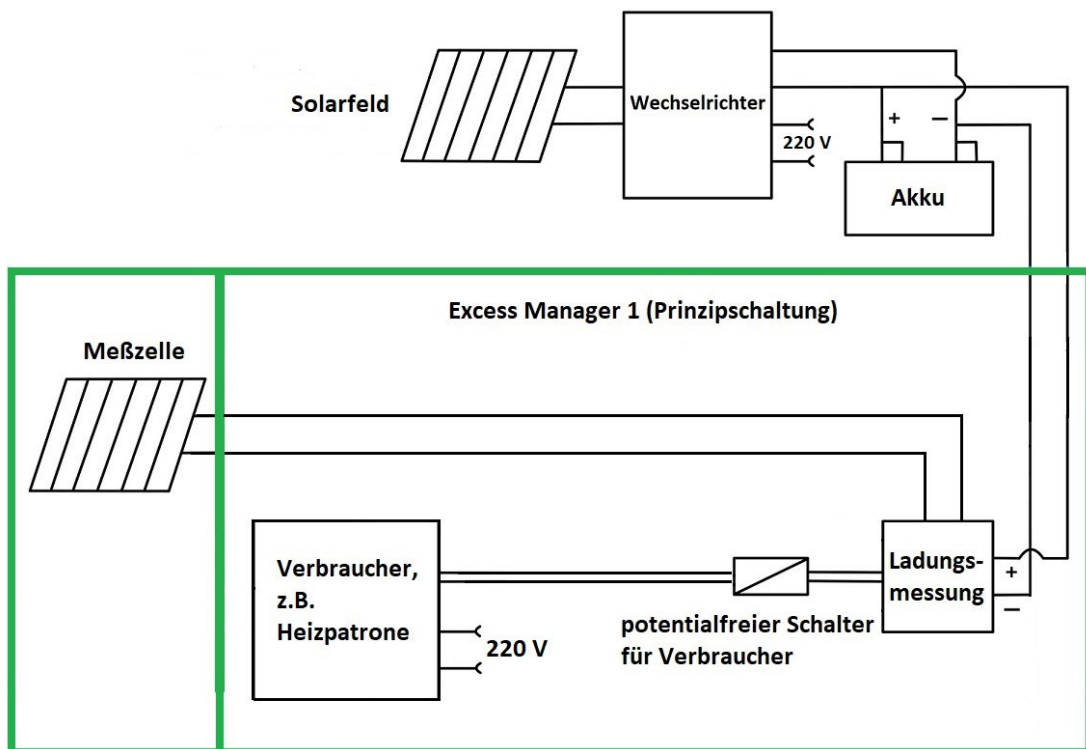 Solarfeld
Wechselrichter
220 V
+ −
Akku
Excess Manager 1 (Prinzipschaltung)
Meßzelle
Verbraucher,
z.B.
Heizpatrone
220 V
potentialfreier Schalter
für Verbraucher
Ladungs-
messung
+
−